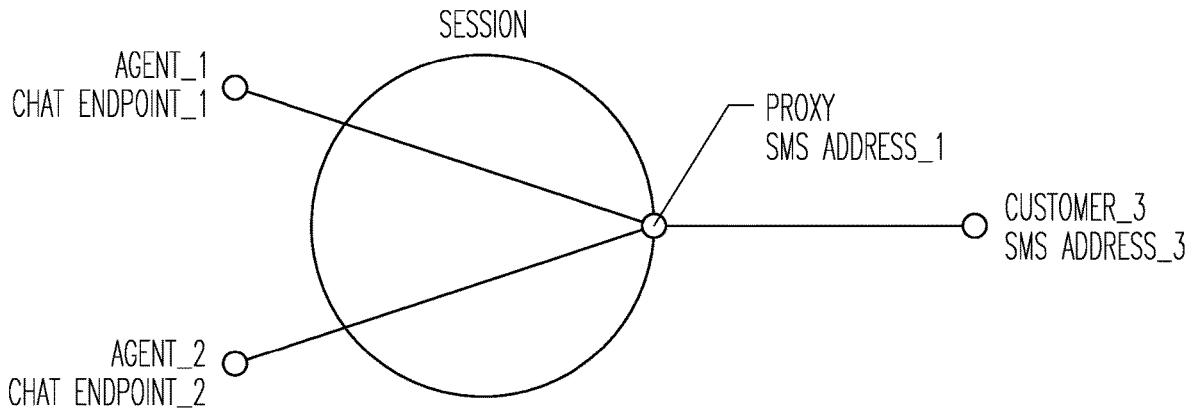 SESSION
AGENT_1
CHAT ENDPOINT_1
PROXY
SMS ADDRESS_1
CUSTOMER_3
SMS ADDRESS_3
AGENT_2
CHAT ENDPOINT_2